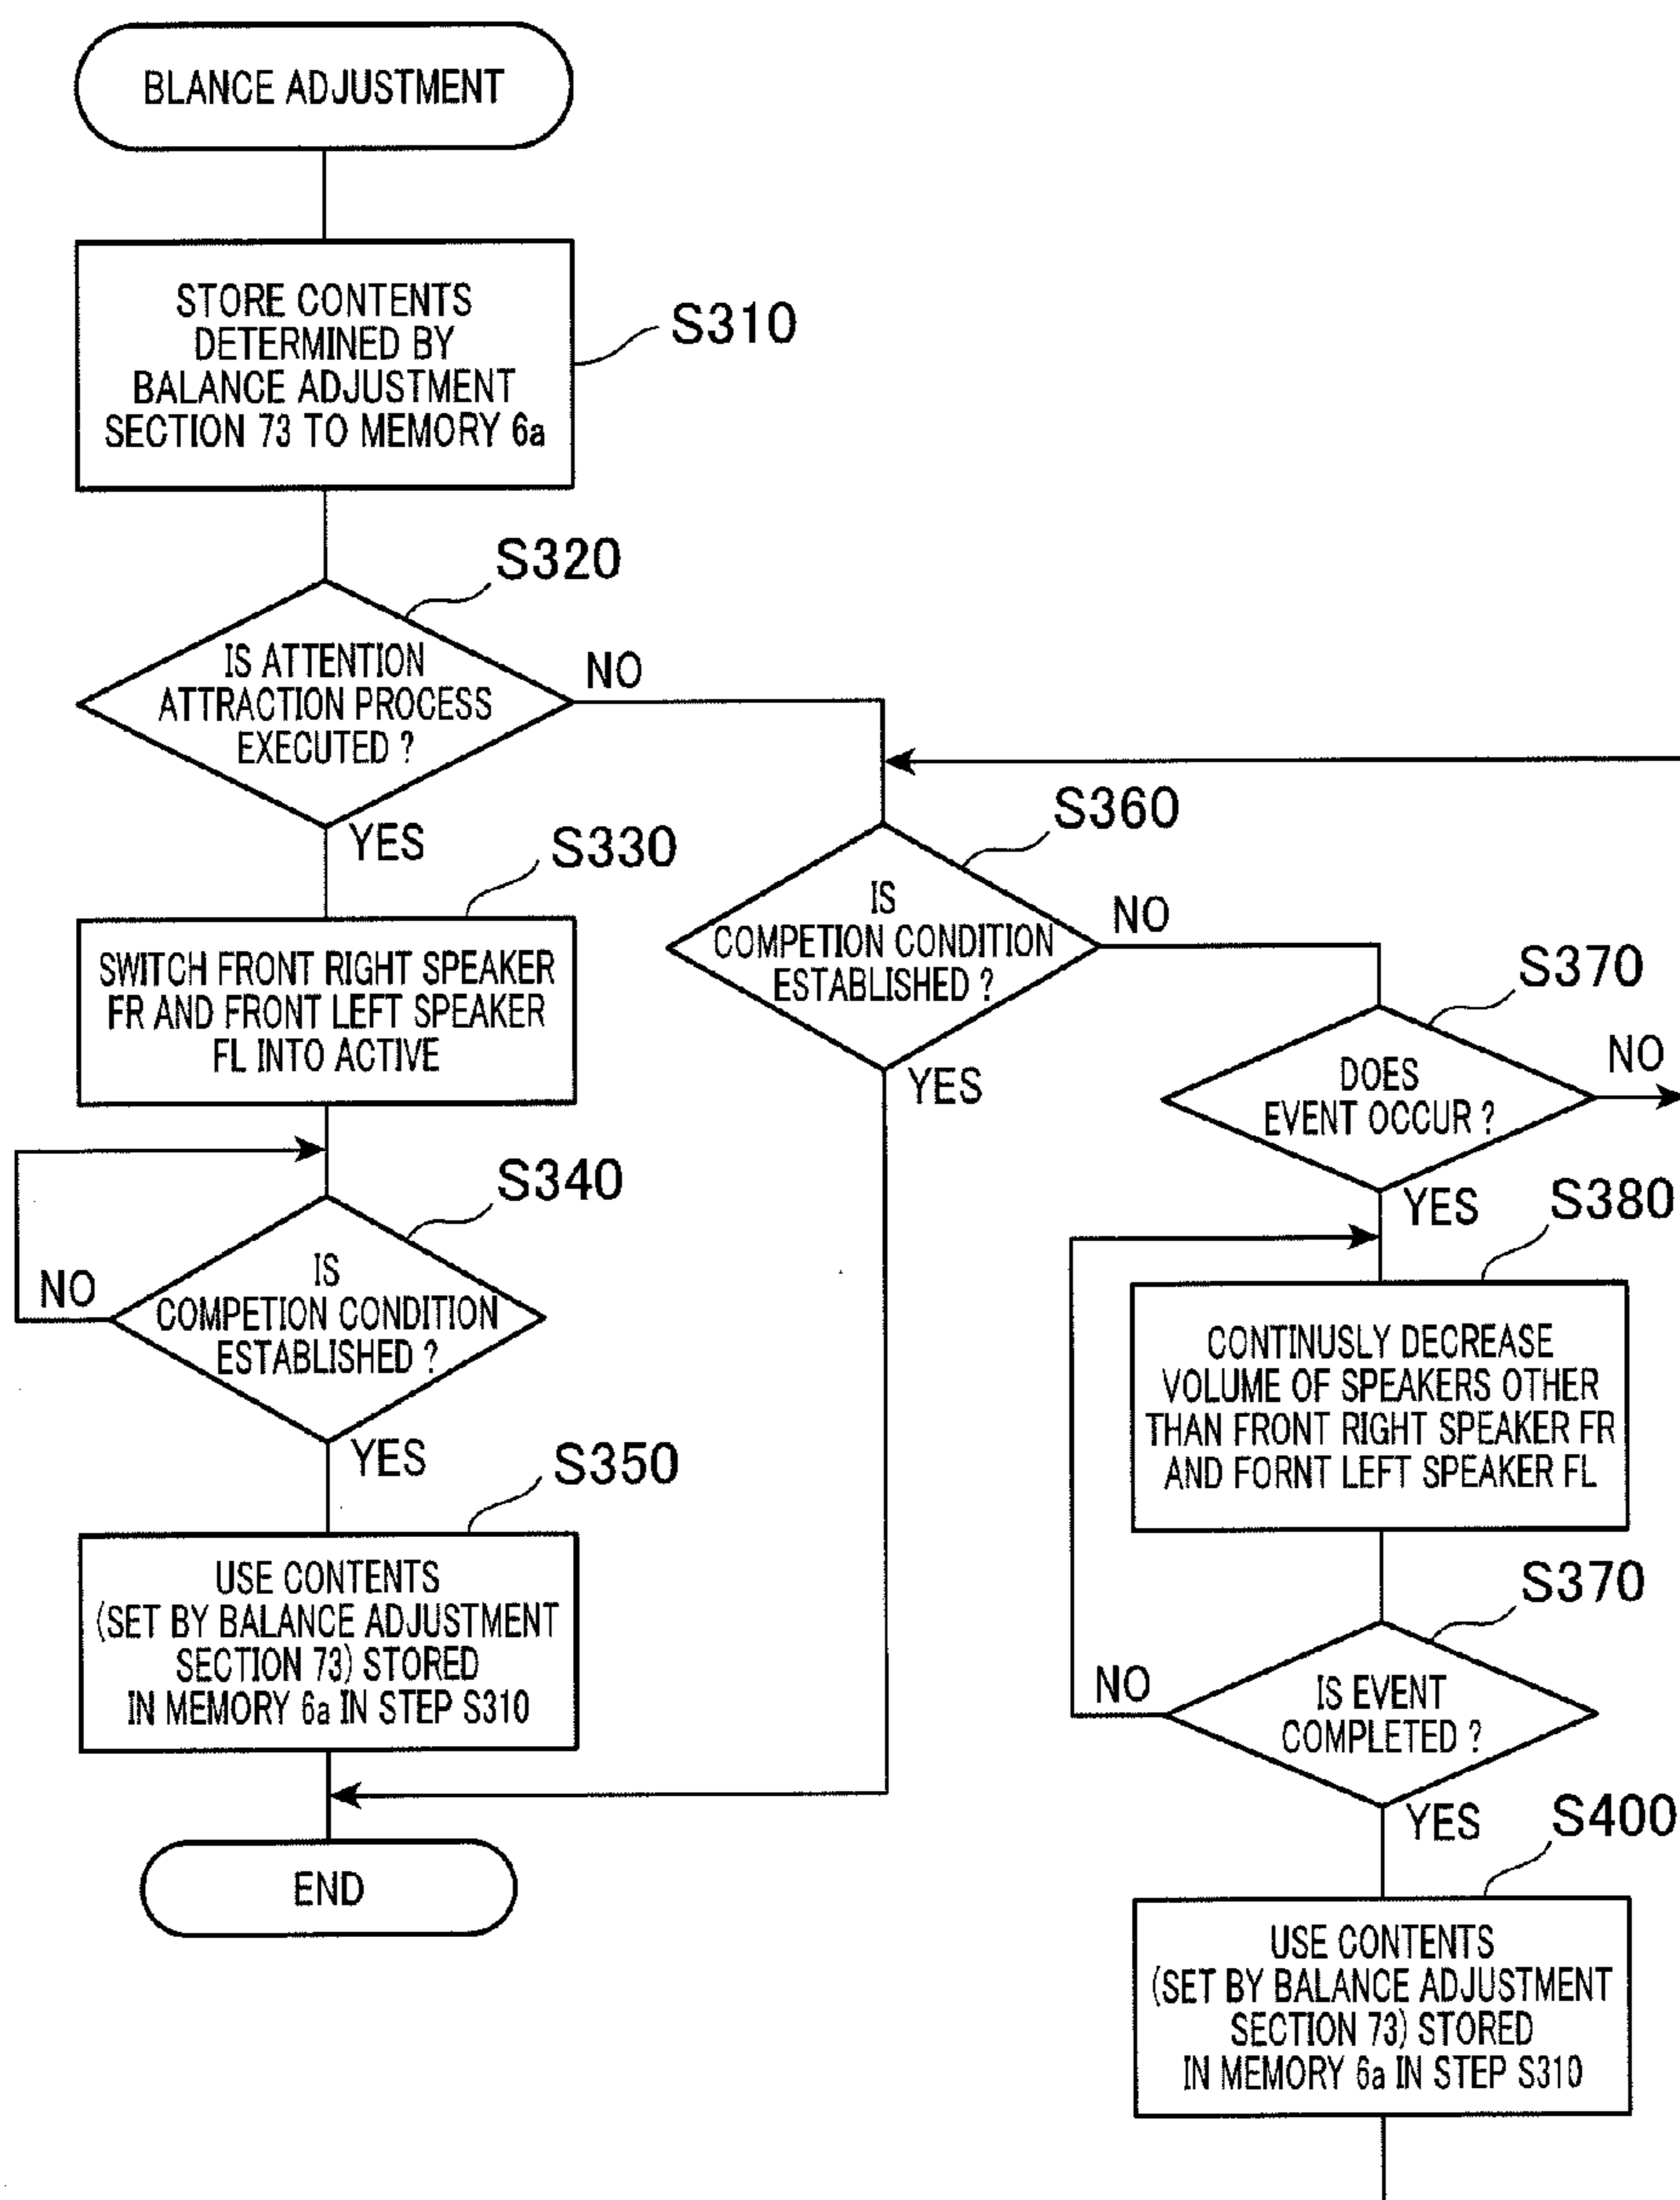 BLANCE ADJUSTMENT
STORE CONTENTS
DETERMINED BY
BALANCE ADJUSTMENT
SECTION 73 TO MEMORY 6a
S310
S320
IS ATTENTION
ATTRACTION PROCESS
EXECUTED ?
NO
YES
S330
SWITCH FRONT RIGHT SPEAKER
FR AND FRONT LEFT SPEAKER
FL INTO ACTIVE
S340
IS
COMPETION CONDITION
ESTABLISHED ?
NO
YES
S350
USE CONTENTS
(SET BY BALANCE ADJUSTMENT
SECTION 73) STORED
IN MEMORY 6a IN STEP S310
END
S360
IS
COMPETION CONDITION
ESTABLISHED ?
NO
YES
S370
DOES
EVENT OCCUR ?
NO
YES
S380
CONTINUSLY DECREASE
VOLUME OF SPEAKERS OTHER
THAN FRONT RIGHT SPEAKER FR
AND FORNT LEFT SPEAKER FL
S370
IS EVENT
COMPLETED ?
NO
YES
S400
USE CONTENTS
(SET BY BALANCE ADJUSTMENT
SECTION 73) STORED
IN MEMORY 6a IN STEP S310